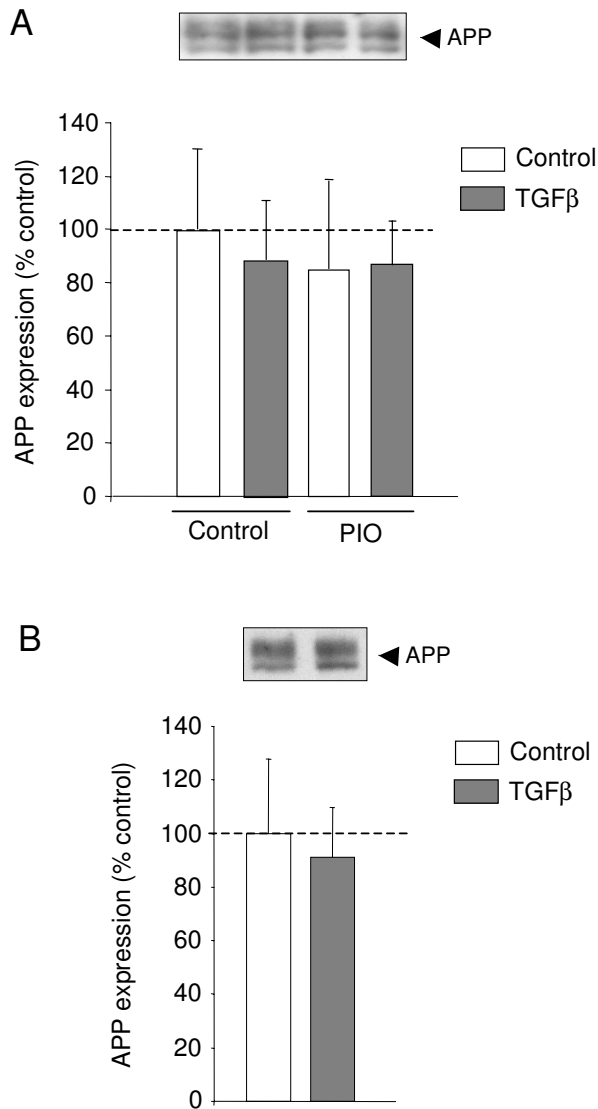 A
APP
APP expression (% control)
140
120
100
80
60
40
20
0
Control
TGFβ
Control
PIO
B
APP
APP expression (% control)
140
120
100
80
60
40
20
0
Control
TGFβ